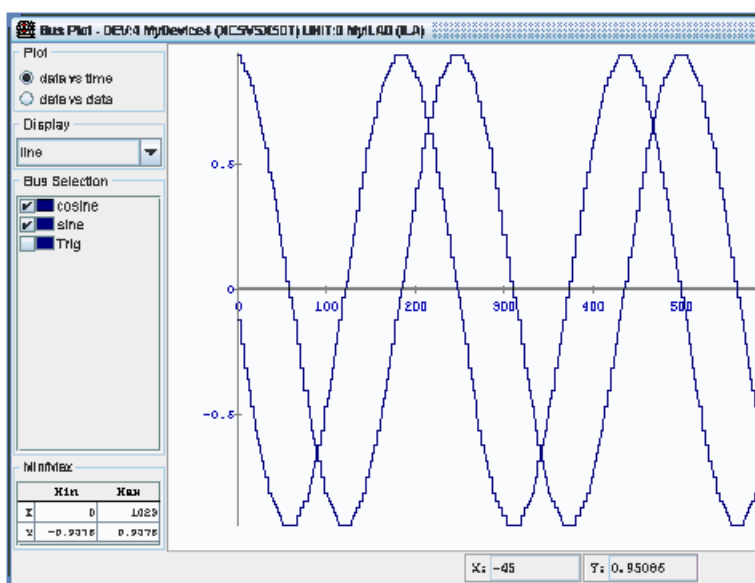 Bus Plot - DEV:4 MyDevice4 (XC5VSX50T) UNIT:0 MyILA0 (ILA)
Plot
data vs time
data vs data
Display
line
Bus Selection
cosine
sine
Trig
0.5
0
-0.5
0 100 200 300 400 500
Min/Max
Min Max
X 0 1023
Y -0.9375 0.9375
X: -45 Y: 0.95086